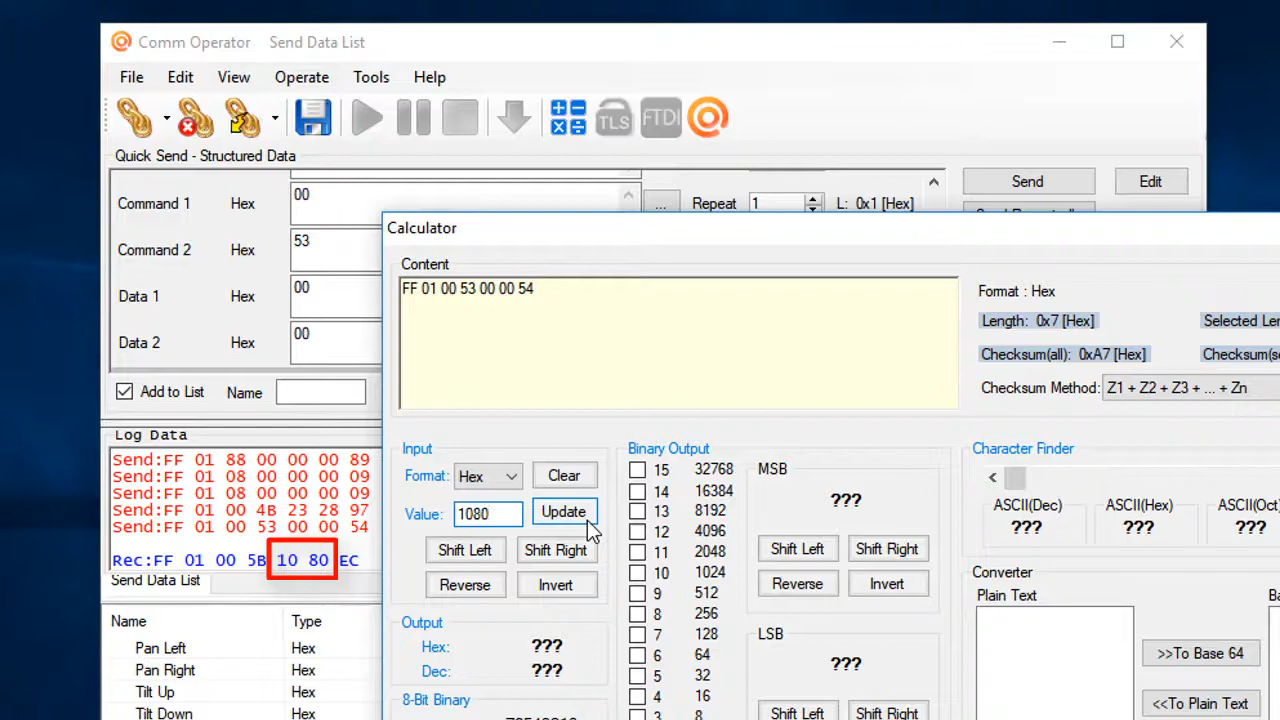 Comm Operator Send Data List
File Edit View Operate Tools Help
TLS FTDI
Quick Send - Structured Data
Command 1 Hex 00 ... Repeat 1 L: 0x1 [Hex]
Send Edit
Command 2 Hex 53
Data 1 Hex 00
Data 2 Hex 00
Add to List Name
Calculator
Content
FF 01 00 53 00 00 54
Format : Hex
Length: 0x7 [Hex]
Checksum(all): 0xA7 [Hex]
Checksum Method: Z1 + Z2 + Z3 + ... + Zn
Log Data
Send:FF 01 88 00 00 00 89
Send:FF 01 08 00 00 00 09
Send:FF 01 08 00 00 00 09
Send:FF 01 00 4B 23 28 97
Send:FF 01 00 53 00 00 54
Rec:FF 01 00 5B 10 80 EC
Send Data List
Name Type
Pan Left Hex
Pan Right Hex
Tilt Up Hex
Tilt Down Hex
Input
Format: Hex Clear
Value: 1080 Update
Shift Left Shift Right
Reverse Invert
Output
Hex: ???
Dec: ???
8-Bit Binary
Binary Output
15 32768
14 16384
13 8192
12 4096
11 2048
10 1024
9 512
8 256
7 128
6 64
5 32
4 16
3 8
MSB
???
Shift Left Shift Right
Reverse Invert
LSB
???
Shift Left Shift Right
Character Finder
<
ASCII(Dec) ASCII(Hex) ASCII(Oct)
??? ??? ???
Converter
Plain Text
>>To Base 64
<<To Plain Text